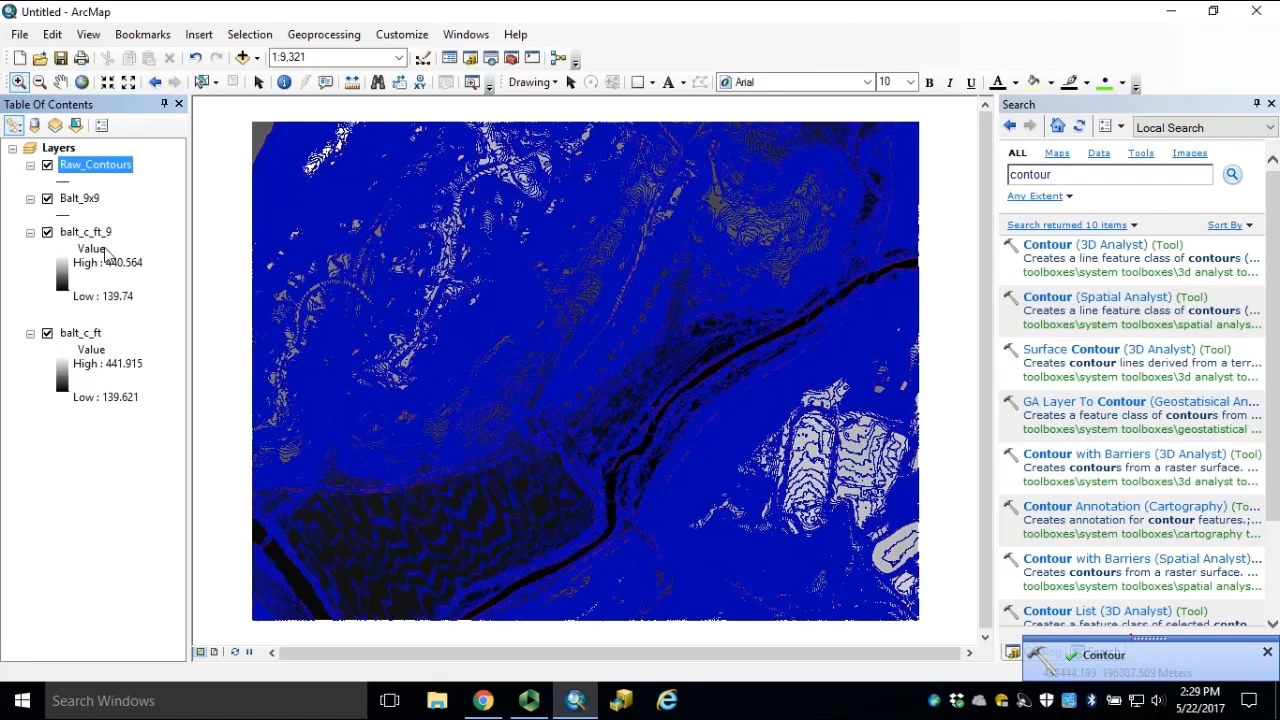 Untitled - ArcMap
File Edit View Bookmarks Insert Selection Geoprocessing Customize Windows Help
1:9,321
Drawing Arial 10 B I U A
Table Of Contents
Layers
Raw_Contours
Balt_9x9
balt_c_ft_9
Value
High : 440.564
Low : 139.74
balt_c_ft
Value
High : 441.915
Low : 139.621
Search
Local Search
ALL Maps Data Tools Images
contour
Any Extent
Search returned 10 items Sort By
Contour (3D Analyst) (Tool)
Creates a line feature class of contours (...
toolboxes\system toolboxes\3d analyst to...
Contour (Spatial Analyst) (Tool)
Creates a line feature class of contours (...
toolboxes\system toolboxes\spatial analys...
Surface Contour (3D Analyst) (Tool)
Creates contour lines derived from a terr...
toolboxes\system toolboxes\3d analyst to...
GA Layer To Contour (Geostatisical An...
Creates a feature class of contours from ...
toolboxes\system toolboxes\geostatistical ...
Contour with Barriers (3D Analyst) (Tool)
Creates contours from a raster surface. ...
toolboxes\system toolboxes\3d analyst to...
Contour Annotation (Cartography) (To...
Creates annotation for contour features.;...
toolboxes\system toolboxes\cartography t...
Contour with Barriers (Spatial Analyst)...
Creates contours from a raster surface. ...
toolboxes\system toolboxes\spatial analys...
Contour List (3D Analyst) (Tool)
Creates a feature class of selected conto...
Contour
Search Windows
2:29 PM
5/22/2017